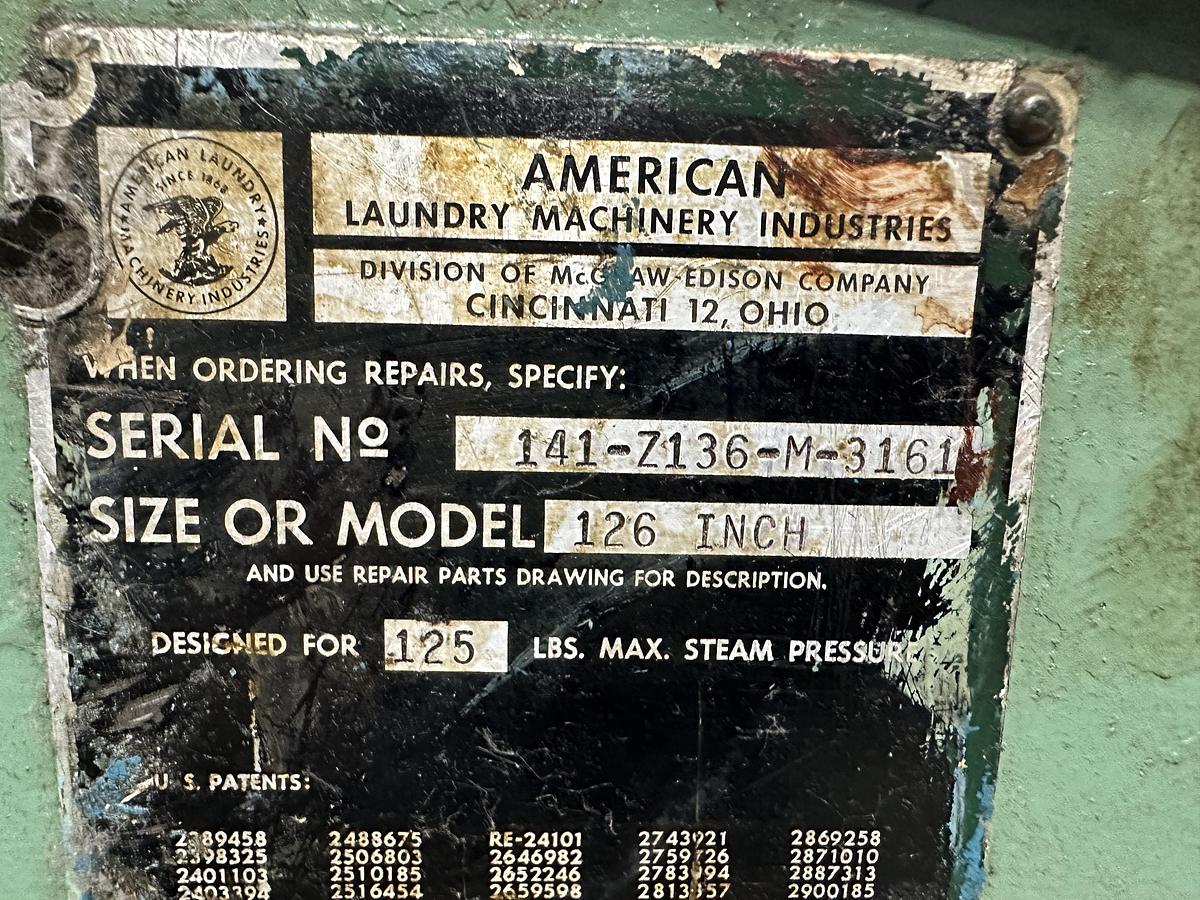 AMERICAN LAUNDRY
SINCE 1868
MACHINERY INDUSTRIES
AMERICAN
LAUNDRY MACHINERY INDUSTRIES
DIVISION OF McGRAW-EDISON COMPANY
CINCINNATI 12, OHIO
WHEN ORDERING REPAIRS, SPECIFY:
SERIAL Nº 141-Z136-M-3161
SIZE OR MODEL 126 INCH
AND USE REPAIR PARTS DRAWING FOR DESCRIPTION.
DESIGNED FOR 125 LBS. MAX. STEAM PRESSURE
U S. PATENTS:
2389458 2488675 RE-24101 2743921 2869258
2398325 2506803 2646982 2759726 2871010
2401103 2510185 2652246 2887313
2403394 2516454 2659598 2900185